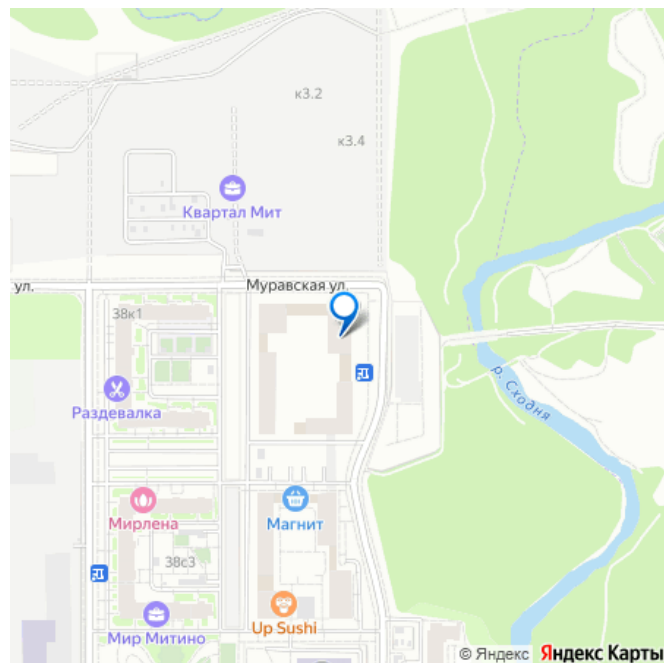 к3.2
к3.4
Квартал Мит
ул.
Муравская ул.
38к1
Раздевалка
р. Сходня
Мирлена
Магнит
38с3
Мир Митино
Up Sushi
© Яндекс Яндекс Карты